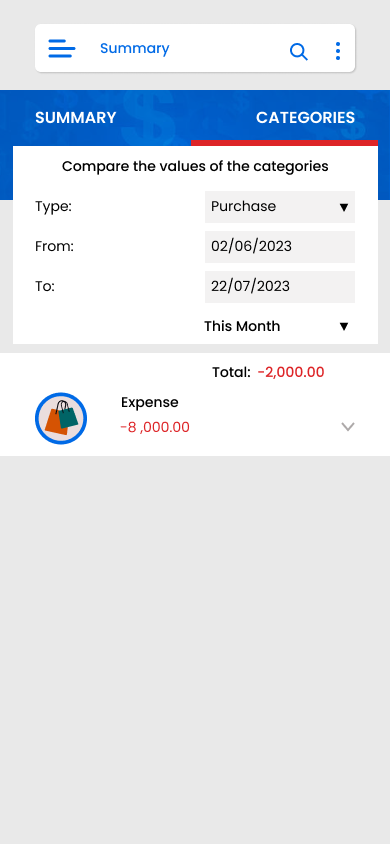 Summary
SUMMARY CATEGORIES
Compare the values of the categories
Type: Purchase ▼
From: 02/06/2023
To: 22/07/2023
This Month ▼
Total: -2,000.00
Expense
-8 ,000.00